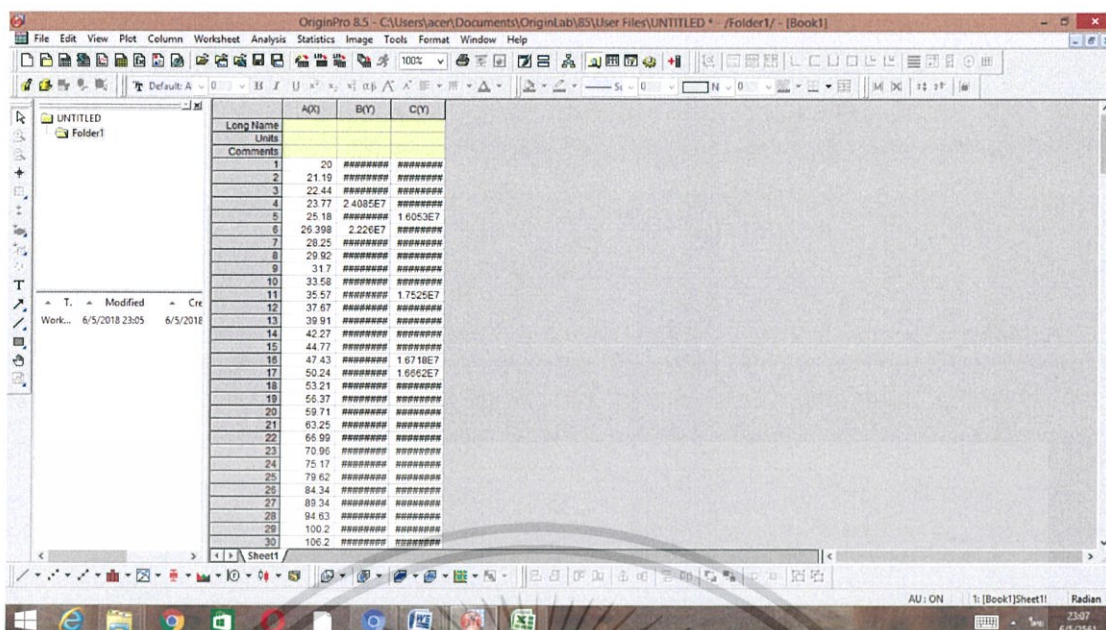 OriginPro 8.5 - C:\Users\acer\Documents\OriginLab\85\User Files\UNTITLED * - /Folder1/ - [Book1]
File Edit View Plot Column Worksheet Analysis Statistics Image Tools Format Window Help
100%
Default: A 0 B I U 0 N 0
UNTITLED
Folder1
T. Modified Cre
Work... 6/5/2018 23:05 6/5/2018
A(X) B(Y) C(Y)
Long Name
Units
Comments
1 20 ######## ########
2 21.19 ######## ########
3 22.44 ######## ########
4 23.77 2.4085E7 ########
5 25.18 ######## 1.6053E7
6 26.398 2.226E7 ########
7 28.25 ######## ########
8 29.92 ######## ########
9 31.7 ######## ########
10 33.58 ######## ########
11 35.57 ######## 1.7525E7
12 37.67 ######## ########
13 39.91 ######## ########
14 42.27 ######## ########
15 44.77 ######## ########
16 47.43 ######## 1.6718E7
17 50.24 ######## 1.6662E7
18 53.21 ######## ########
19 56.37 ######## ########
20 59.71 ######## ########
21 63.25 ######## ########
22 66.99 ######## ########
23 70.96 ######## ########
24 75.17 ######## ########
25 79.62 ######## ########
26 84.34 ######## ########
27 89.34 ######## ########
28 94.63 ######## ########
29 100.2 ######## ########
30 106.2 ######## ########
Sheet1
AU : ON 1: [Book1]Sheet1! Radian
23:07
6/5/2561